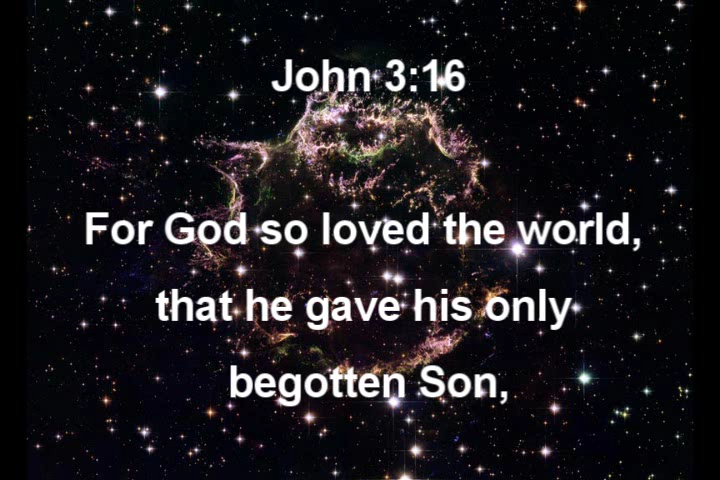 John 3:16
For God so loved the world,
that he gave his only
begotten Son,